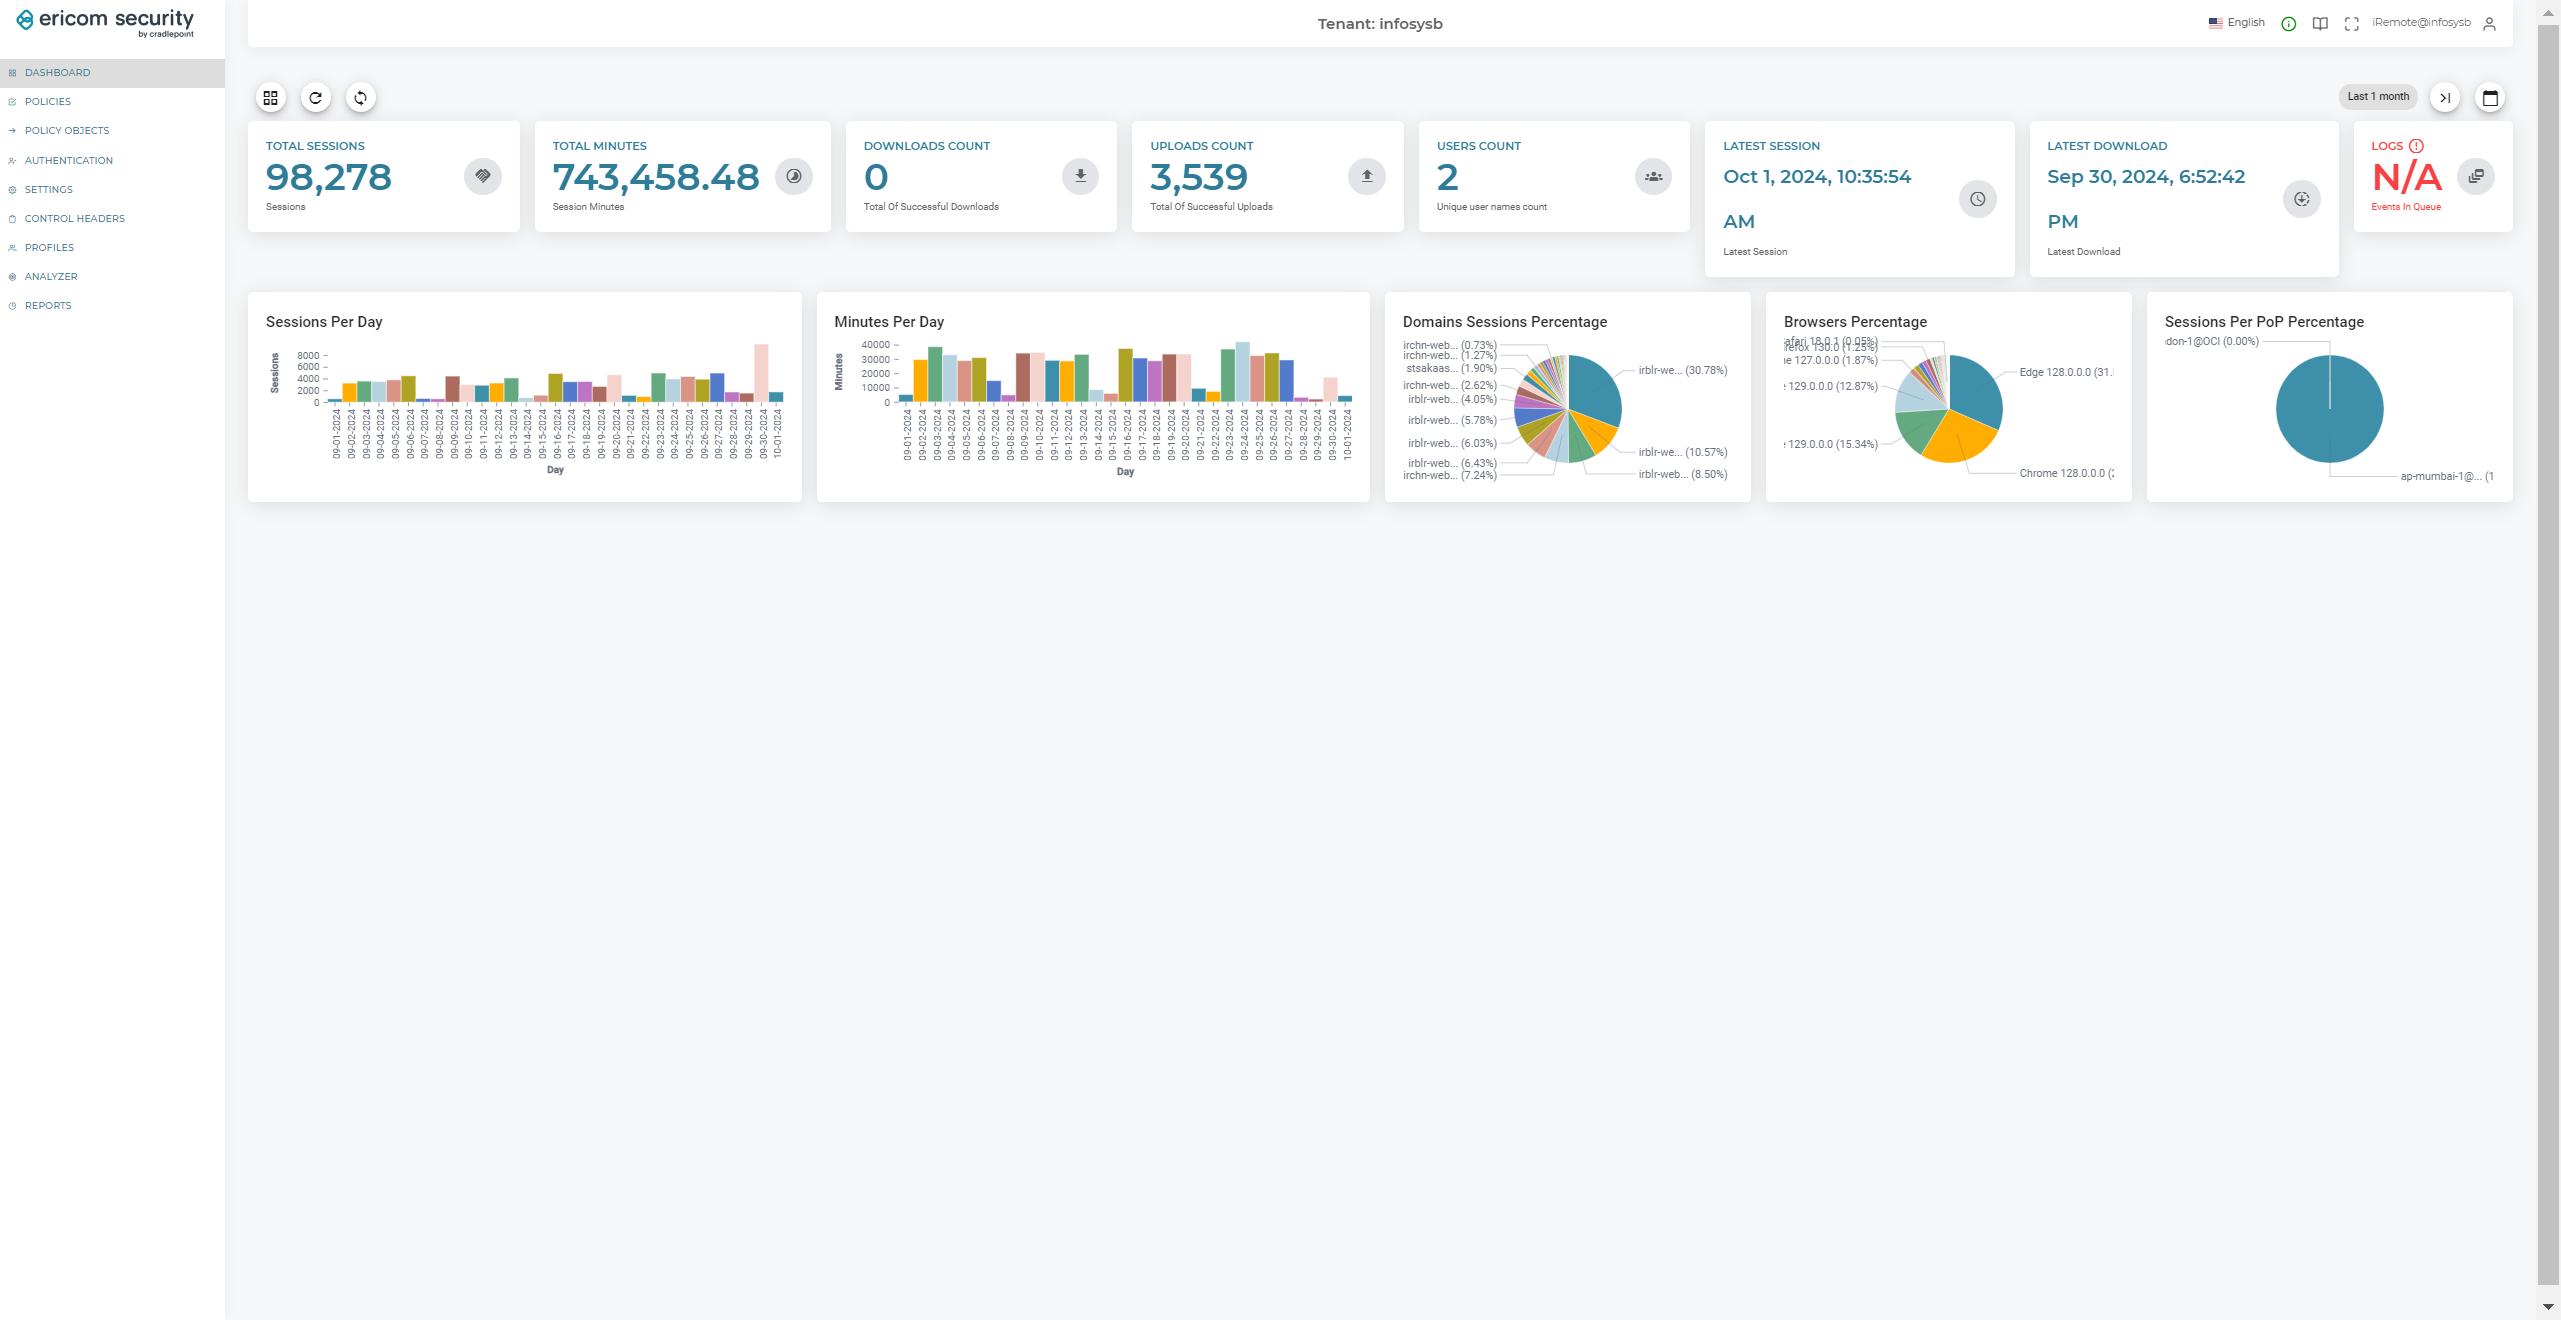 ericom security
by cradlepoint
Tenant: infosysb
English
iRemote@infosysb
DASHBOARD
POLICIES
POLICY OBJECTS
AUTHENTICATION
SETTINGS
CONTROL HEADERS
PROFILES
ANALYZER
REPORTS
Last 1 month
TOTAL SESSIONS
98,278
Sessions
TOTAL MINUTES
743,458.48
Session Minutes
DOWNLOADS COUNT
0
Total Of Successful Downloads
UPLOADS COUNT
3,539
Total Of Successful Uploads
USERS COUNT
2
Unique user names count
LATEST SESSION
Oct 1, 2024, 10:35:54
AM
Latest Session
LATEST DOWNLOAD
Sep 30, 2024, 6:52:42
PM
Latest Download
LOGS
N/A
Events In Queue
Sessions Per Day
Sessions
8000
6000
4000
2000
0
09-01-2024
09-02-2024
09-03-2024
09-04-2024
09-05-2024
09-06-2024
09-07-2024
09-08-2024
09-09-2024
09-10-2024
09-11-2024
09-12-2024
09-13-2024
09-14-2024
09-15-2024
09-16-2024
09-17-2024
09-18-2024
09-19-2024
09-20-2024
09-21-2024
09-22-2024
09-23-2024
09-24-2024
09-25-2024
09-26-2024
09-27-2024
09-28-2024
09-29-2024
09-30-2024
10-01-2024
Day
Minutes Per Day
Minutes
40000
30000
20000
10000
0
09-01-2024
09-02-2024
09-03-2024
09-04-2024
09-05-2024
09-06-2024
09-07-2024
09-08-2024
09-09-2024
09-10-2024
09-11-2024
09-12-2024
09-13-2024
09-14-2024
09-15-2024
09-16-2024
09-17-2024
09-18-2024
09-19-2024
09-20-2024
09-21-2024
09-22-2024
09-23-2024
09-24-2024
09-25-2024
09-26-2024
09-27-2024
09-28-2024
09-29-2024
09-30-2024
10-01-2024
Day
Domains Sessions Percentage
irchn-web... (0.73%)
irchn-web... (1.27%)
stsakaas... (1.90%)
irchn-web... (2.62%)
irblr-web... (4.05%)
irblr-web... (5.78%)
irblr-web... (6.03%)
irblr-web... (6.43%)
irchn-web... (7.24%)
irblr-we... (30.78%)
irblr-we... (10.57%)
irblr-web... (8.50%)
Browsers Percentage
afari 18.0.1 (0.05%)
refox 130.0 (1.25%)
e 127.0.0.0 (1.87%)
129.0.0.0 (12.87%)
129.0.0.0 (15.34%)
Edge 128.0.0.0 (31.
Chrome 128.0.0.0 (
Sessions Per PoP Percentage
don-1@OCI (0.00%)
ap-mumbai-1@... (1